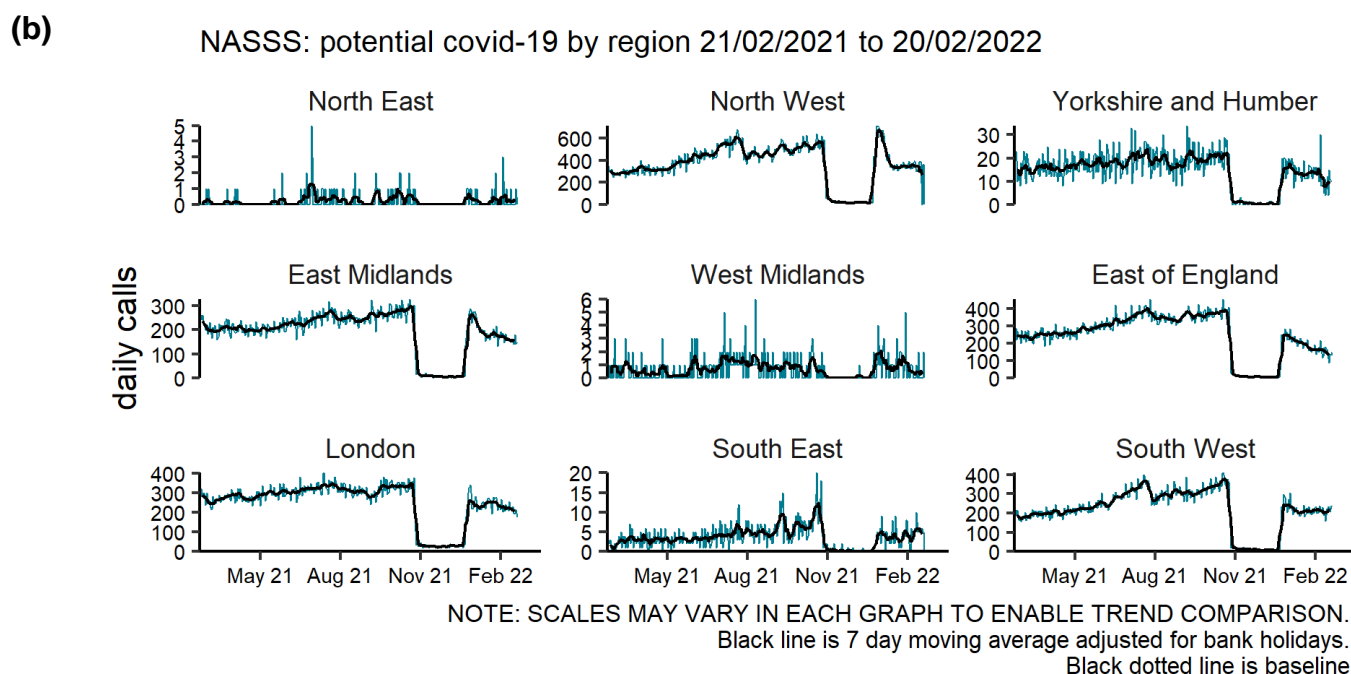 (b)
NASSS: potential covid-19 by region 21/02/2021 to 20/02/2022
North East
North West
Yorkshire and Humber
5
4
3
2
1
0
600
400
200
0
30
20
10
0
daily calls
East Midlands
West Midlands
East of England
300
200
100
0
6
5
4
3
2
1
0
400
300
200
100
0
London
South East
South West
400
300
200
100
0
20
15
10
5
0
400
300
200
100
0
May 21 Aug 21 Nov 21 Feb 22
May 21 Aug 21 Nov 21 Feb 22
May 21 Aug 21 Nov 21 Feb 22
NOTE: SCALES MAY VARY IN EACH GRAPH TO ENABLE TREND COMPARISON.
Black line is 7 day moving average adjusted for bank holidays.
Black dotted line is baseline